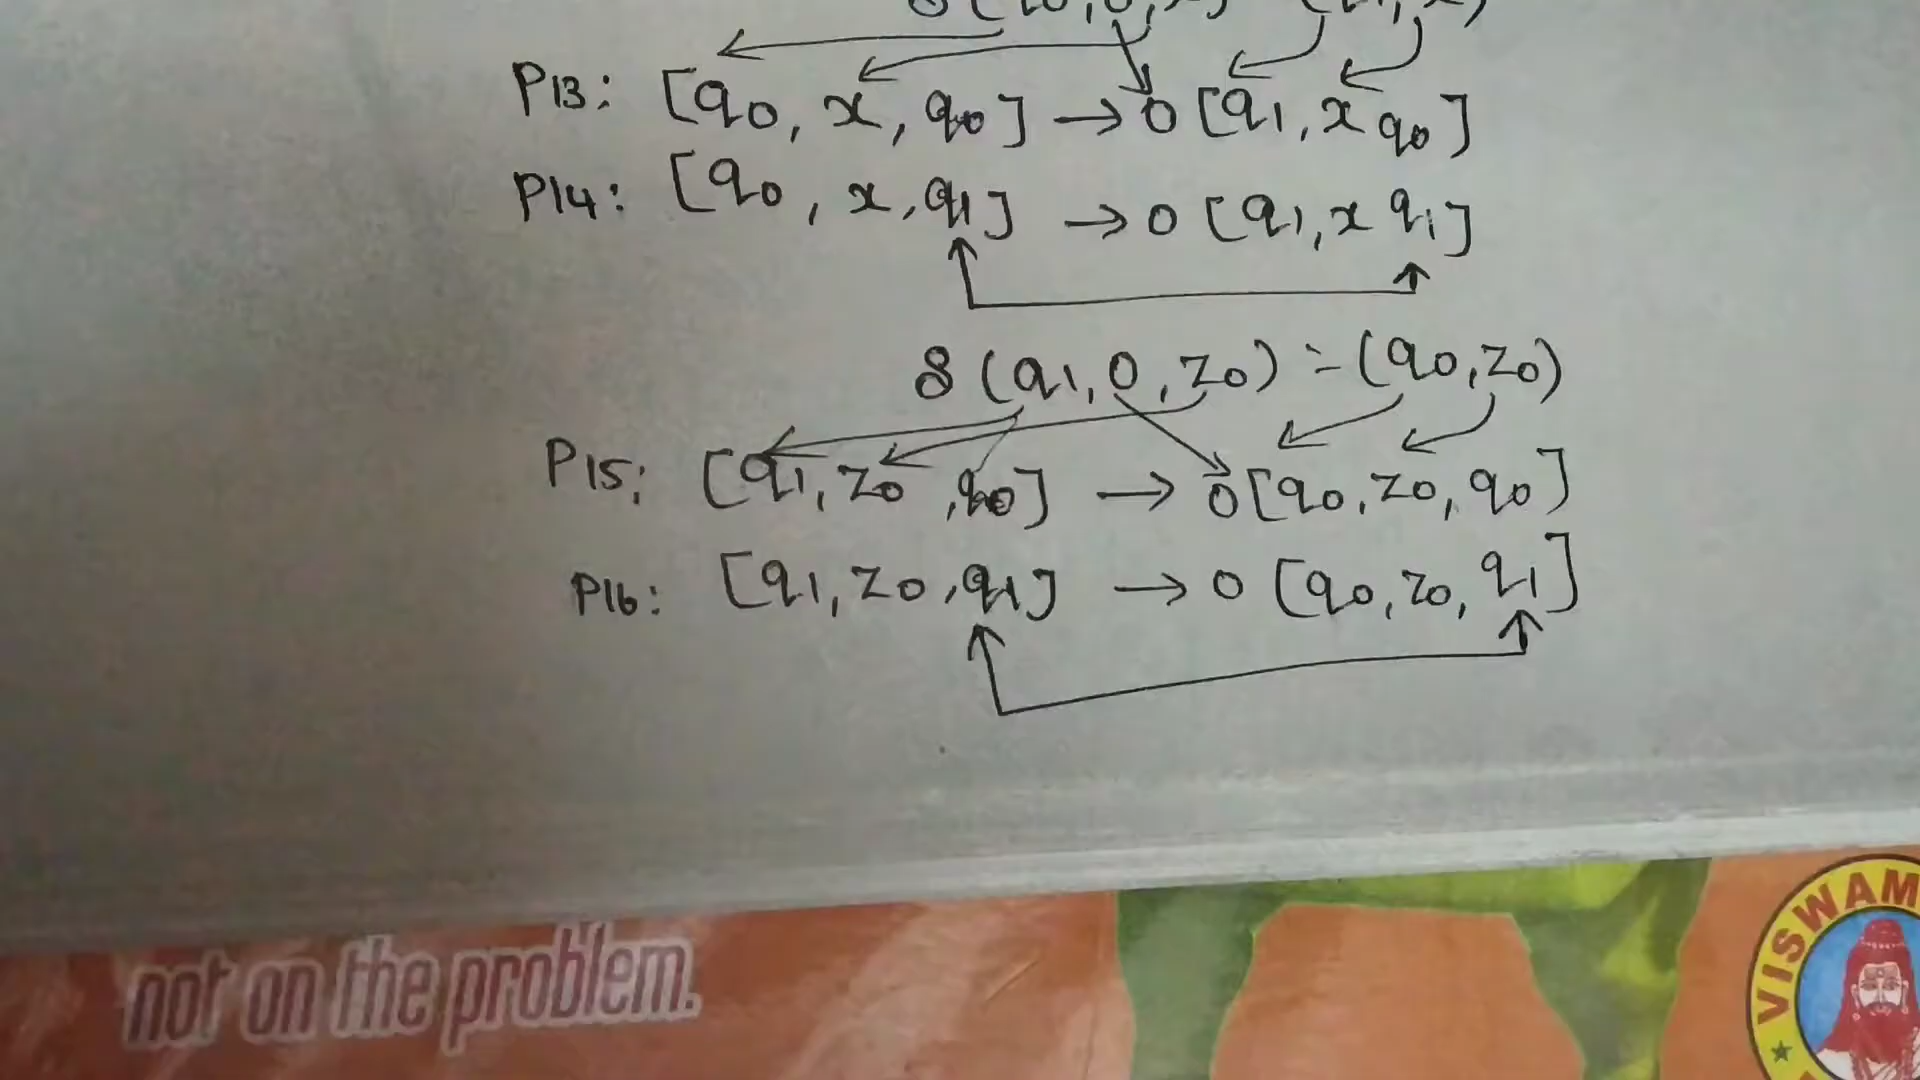 P13: [q0, x, q0] → 0 [q1, x q0]
P14: [q0, x, q1] → 0 [q1, x q1]
δ (q1, 0, z0) = (q0, z0)
P15: [q1, z0, q0] → 0 [q0, z0, q0]
P16: [q1, z0, q1] → 0 [q0, z0, q1]
not on the problem.
VISWAM